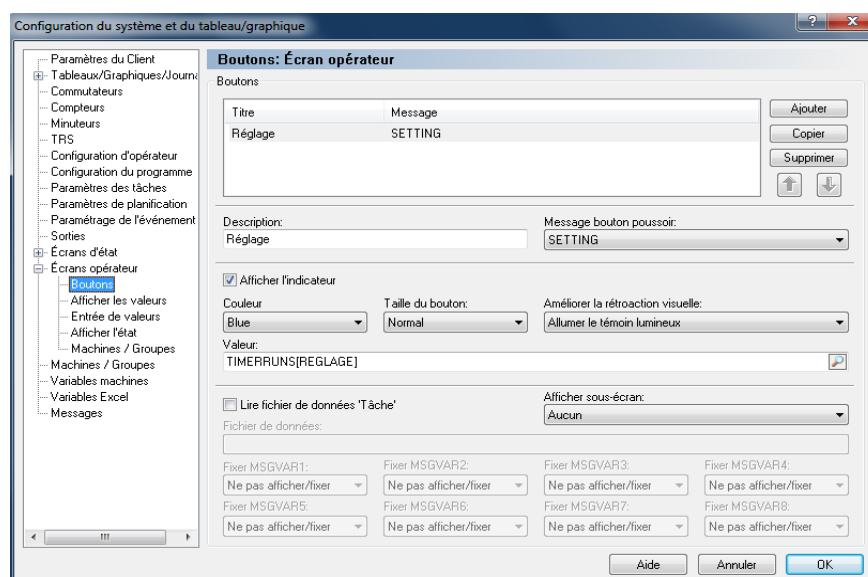 Configuration du système et du tableau/graphique
Paramètres du Client
Tableaux/Graphiques/Journa
Commutateurs
Compteurs
Minuteurs
TRS
Configuration d'opérateur
Configuration du programme
Paramètres des tâches
Paramètres de planification
Paramétrage de l'événement
Sorties
Écrans d'état
Écrans opérateur
Boutons
Afficher les valeurs
Entrée de valeurs
Afficher l'état
Machines / Groupes
Machines / Groupes
Variables machines
Variables Excel
Messages
Boutons: Écran opérateur
Boutons
Titre Message
Réglage SETTING
Ajouter
Copier
Supprimer
Description: Message bouton poussoir:
Réglage SETTING
Afficher l'indicateur
Couleur Taille du bouton: Améliorer la rétroaction visuelle:
Blue Normal Allumer le témoin lumineux
Valeur:
TIMERRUNS[REGLAGE]
Lire fichier de données 'Tâche' Afficher sous-écran:
Aucun
Fichier de données:
Fixer MSGVAR1: Fixer MSGVAR2: Fixer MSGVAR3: Fixer MSGVAR4:
Ne pas afficher/fixer Ne pas afficher/fixer Ne pas afficher/fixer Ne pas afficher/fixer
Fixer MSGVAR5: Fixer MSGVAR6: Fixer MSGVAR7: Fixer MSGVAR8:
Ne pas afficher/fixer Ne pas afficher/fixer Ne pas afficher/fixer Ne pas afficher/fixer
Aide Annuler OK